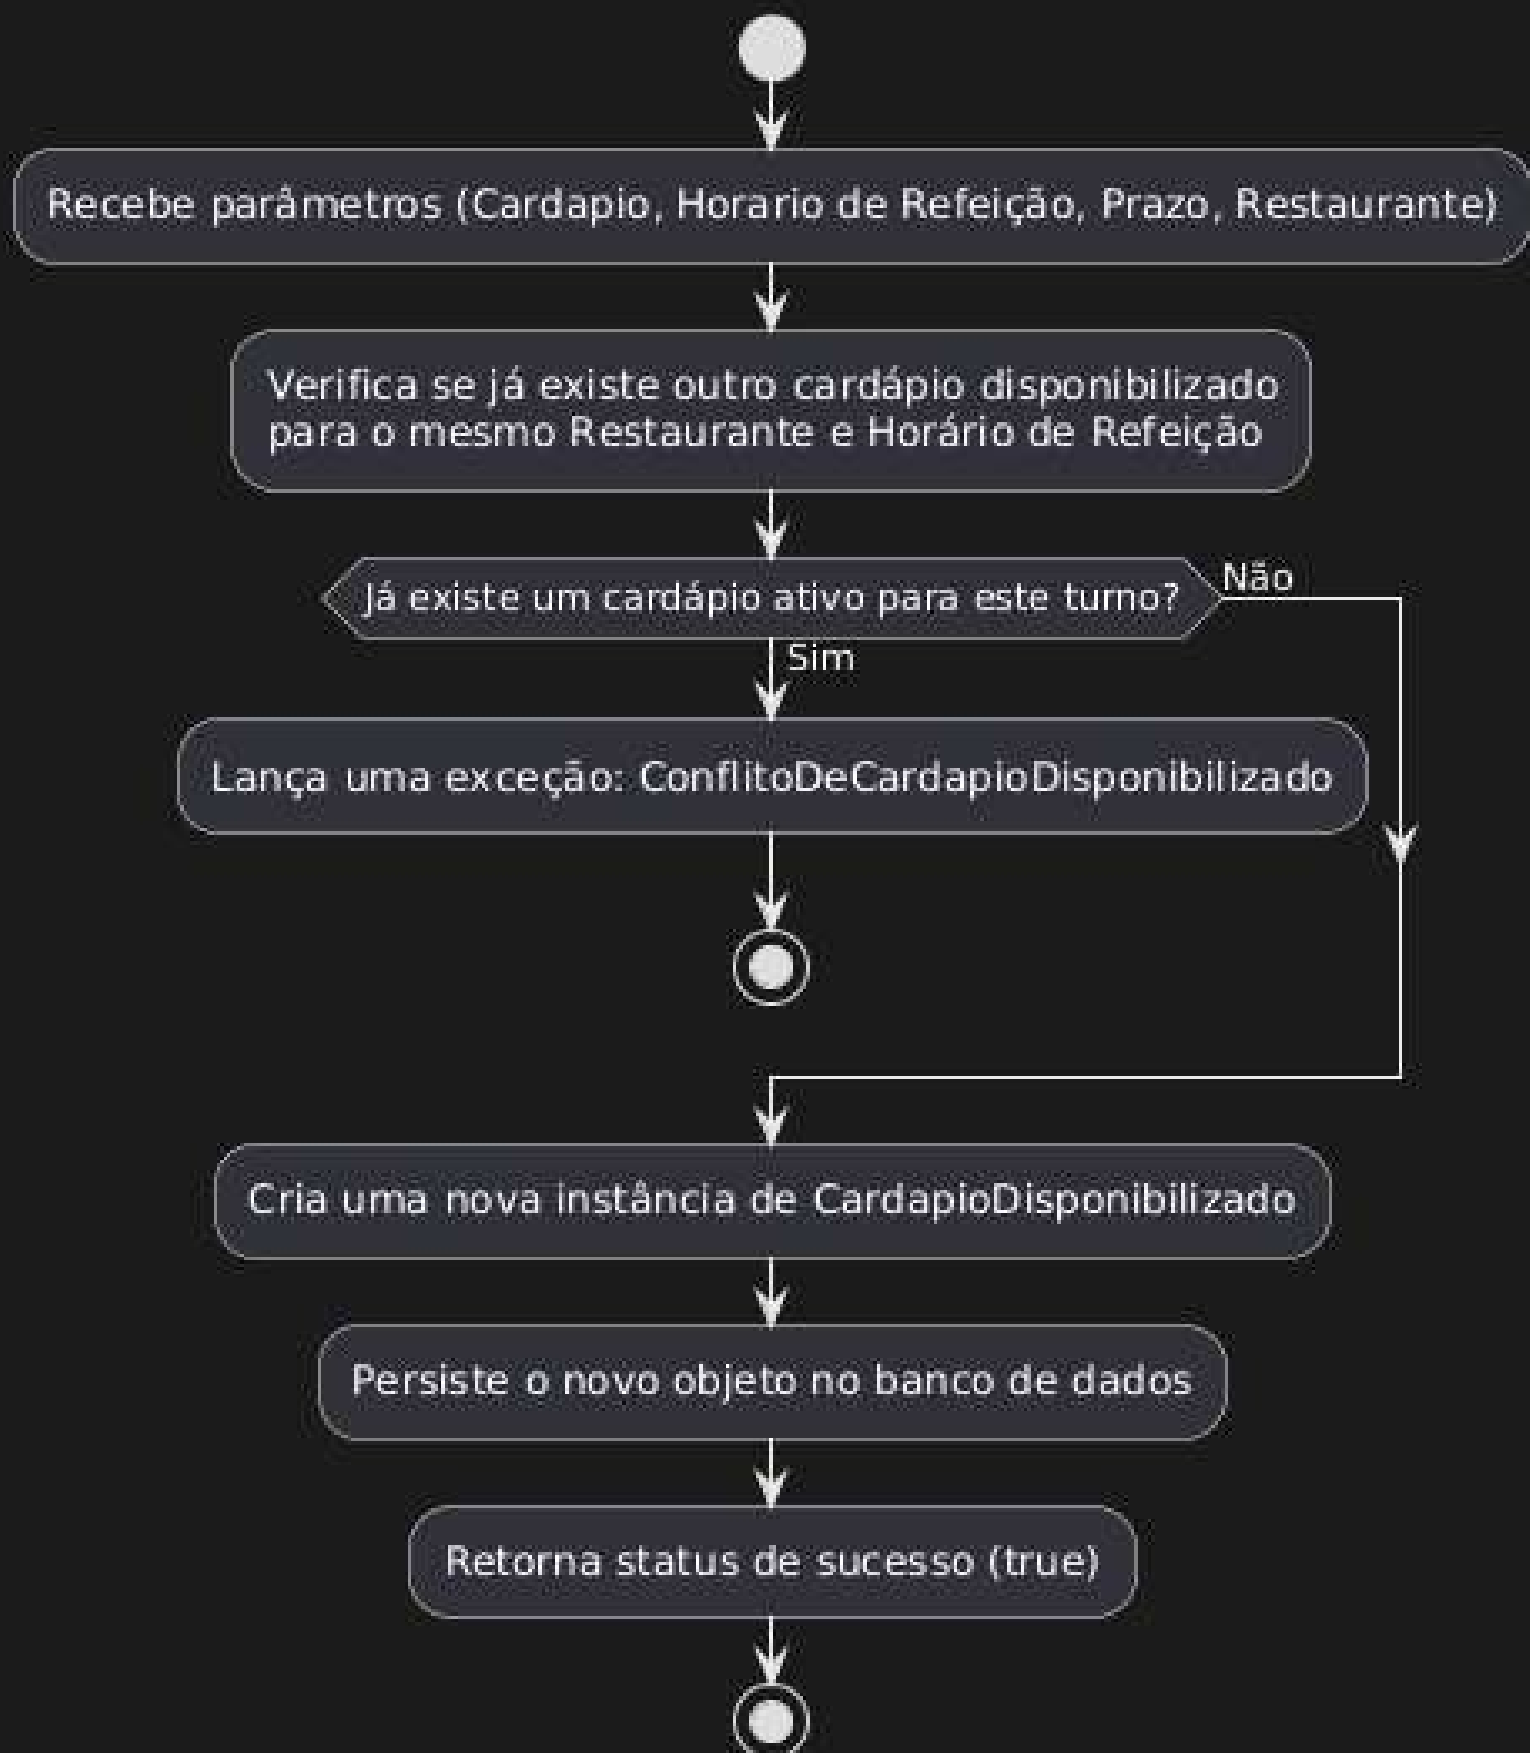 Recebe parâmetros (Cardapio, Horario de Refeição, Prazo, Restaurante)
Verifica se já existe outro cardápio disponibilizado
para o mesmo Restaurante e Horário de Refeição
Já existe um cardápio ativo para este turno?
Não
Sim
Lança uma exceção: ConflitoDeCardapioDisponibilizado
Cria uma nova instância de CardapioDisponibilizado
Persiste o novo objeto no banco de dados
Retorna status de sucesso (true)